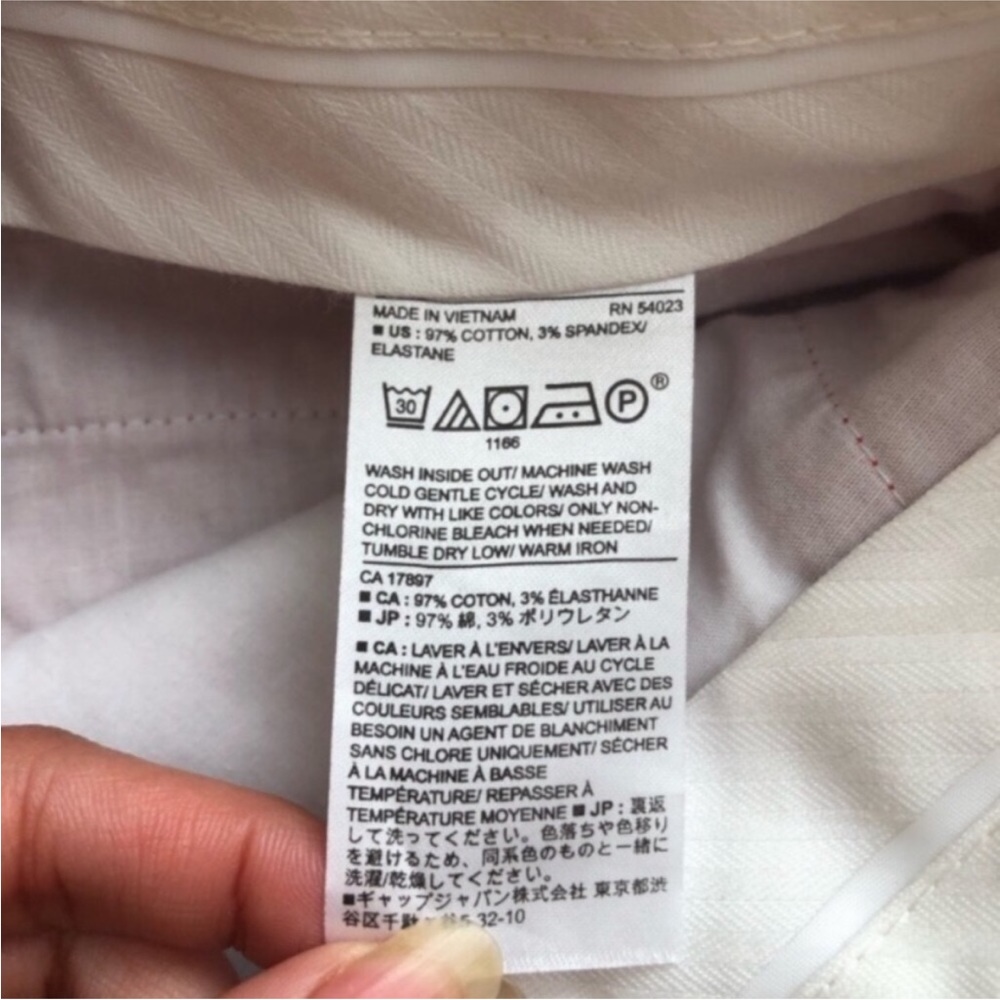 MADE IN VIETNAM RN 54023
■ US : 97% COTTON, 3% SPANDEX/
ELASTANE
30 P ®
1166
WASH INSIDE OUT/ MACHINE WASH
COLD GENTLE CYCLE/ WASH AND
DRY WITH LIKE COLORS/ ONLY NON-
CHLORINE BLEACH WHEN NEEDED/
TUMBLE DRY LOW/ WARM IRON
CA 17897
■ CA : 97% COTON, 3% ÉLASTHANNE
■ JP : 97% 綿, 3% ポリウレタン
■ CA : LAVER À L'ENVERS/ LAVER À LA
MACHINE À L'EAU FROIDE AU CYCLE
DÉLICAT/ LAVER ET SÉCHER AVEC DES
COULEURS SEMBLABLES/ UTILISER AU
BESOIN UN AGENT DE BLANCHIMENT
SANS CHLORE UNIQUEMENT/ SÉCHER
À LA MACHINE À BASSE
TEMPÉRATURE/ REPASSER À
TEMPÉRATURE MOYENNE ■ JP : 裏返
して洗ってください。色落ちや色移り
を避けるため、同系色のものと一緒に
洗濯/乾燥してください。
■ギャップジャパン株式会社 東京都渋
谷区千駄 谷5-32-10